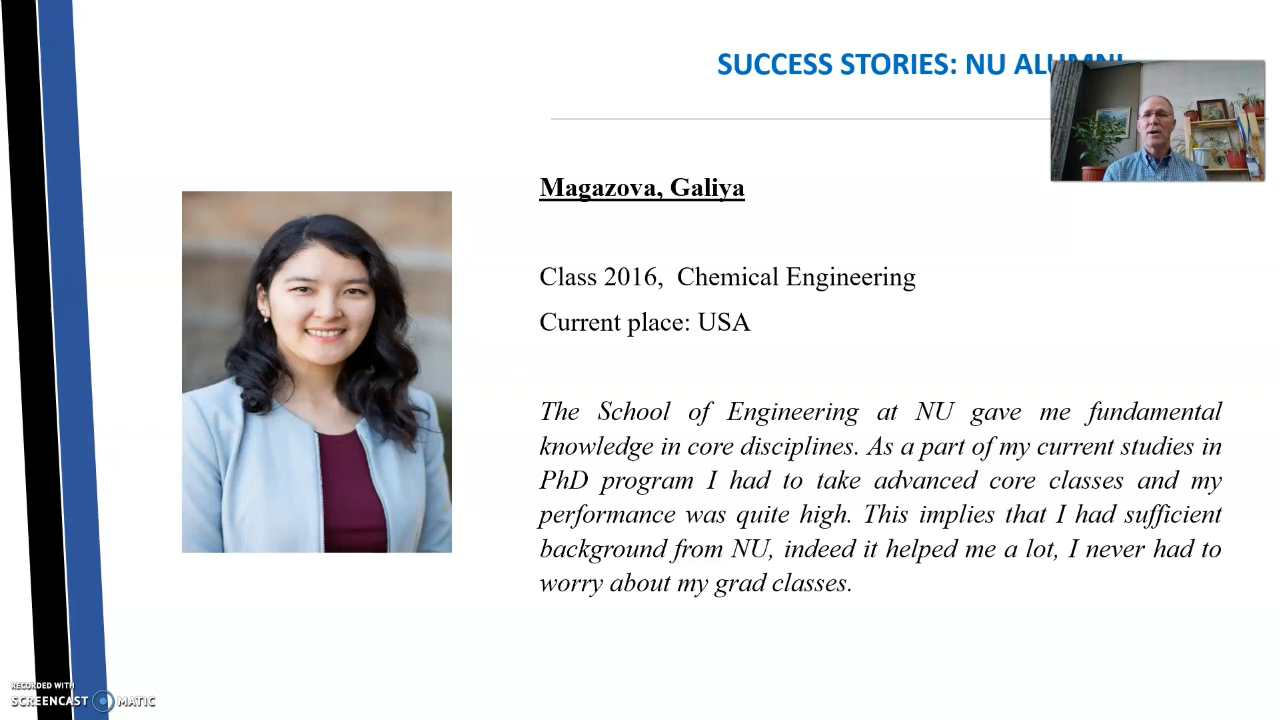 SUCCESS STORIES: NU ALUMNI
Magazova, Galiya
Class 2016,  Chemical Engineering
Current place: USA
The School of Engineering at NU gave me fundamental
knowledge in core disciplines. As a part of my current studies in
PhD program I had to take advanced core classes and my
performance was quite high. This implies that I had sufficient
background from NU, indeed it helped me a lot, I never had to
worry about my grad classes.
RECORDED WITH
SCREENCAST MATIC